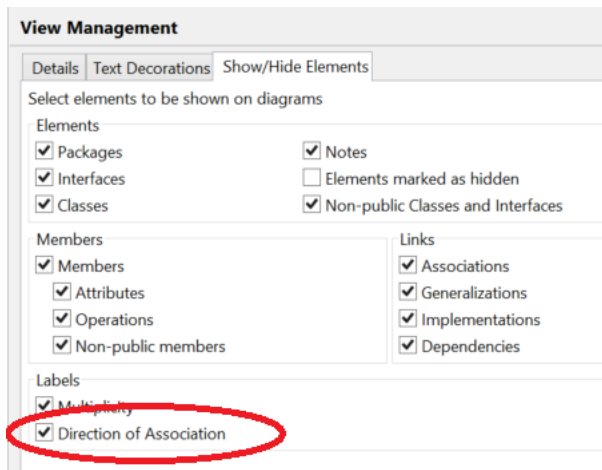 View Management
Details Text Decorations Show/Hide Elements
Select elements to be shown on diagrams
Elements
Packages Notes
Interfaces Elements marked as hidden
Classes Non-public Classes and Interfaces
Members Links
Members Associations
Attributes Generalizations
Operations Implementations
Non-public members Dependencies
Labels
Multiplicity
Direction of Association